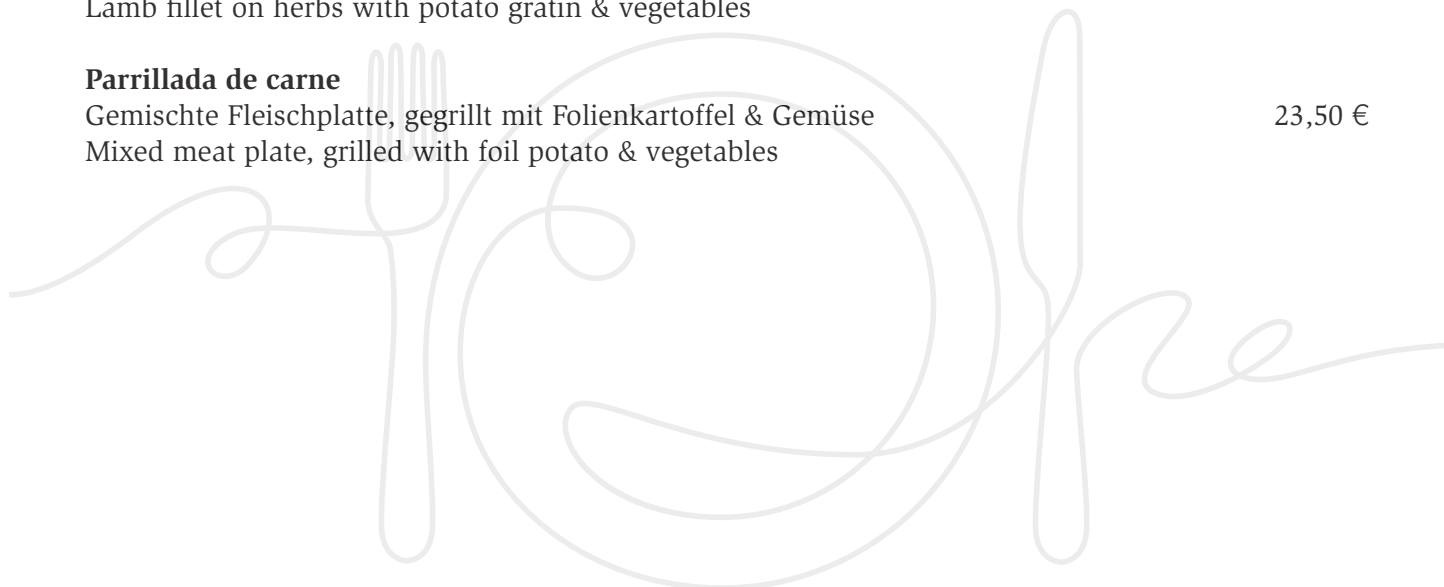 Lamb fillet on herbs with potato gratin & vegetables
Parrillada de carne
Gemischte Fleischplatte, gegrillt mit Folienkartoffel & Gemüse 23,50 €
Mixed meat plate, grilled with foil potato & vegetables